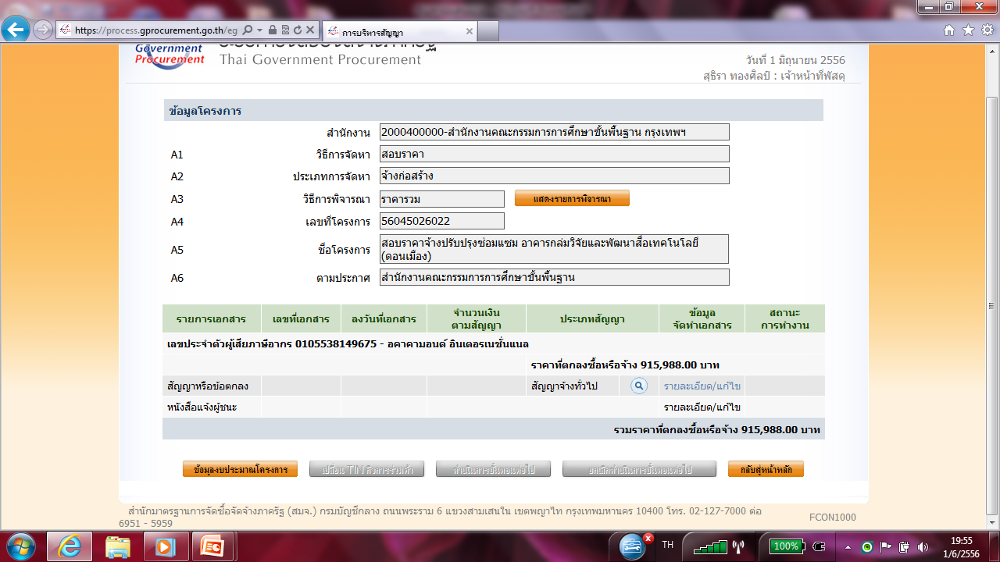 https://process.gprocurement.go.th/eg
การบริหารสัญญา
Government
Procurement
Thai Government Procurement
วันที่ 1 มิถุนายน 2556
สุธิรา ทองศิลป์ : เจ้าหน้าที่พัสดุ
ข้อมูลโครงการ
สำนักงาน 2000400000-สำนักงานคณะกรรมการการศึกษาขั้นพื้นฐาน กรุงเทพฯ
A1 วิธีการจัดหา สอบราคา
A2 ประเภทการจัดหา จ้างก่อสร้าง
A3 วิธีการพิจารณา ราคารวม แสดงรายการพิจารณา
A4 เลขที่โครงการ 56045026022
A5 ชื่อโครงการ สอบราคาจ้างปรับปรุงซ่อมแซม อาคารกลุ่มวิจัยและพัฒนาสื่อเทคโนโลยี
(ดอนเมือง)
A6 ตามประกาศ สำนักงานคณะกรรมการการศึกษาขั้นพื้นฐาน
รายการเอกสาร เลขที่เอกสาร ลงวันที่เอกสาร จำนวนเงิน ประเภทสัญญา ข้อมูล สถานะ
ตามสัญญา จัดทำเอกสาร การทำงาน
เลขประจำตัวผู้เสียภาษีอากร 0105538149675 - อคาคามอนต์ อินเตอรเนชั่นแนล
ราคาที่ตกลงซื้อหรือจ้าง 915,988.00 บาท
สัญญาหรือข้อตกลง สัญญาจ้างทั่วไป รายละเอียด/แก้ไข
หนังสือแจ้งผู้ชนะ รายละเอียด/แก้ไข
รวมราคาที่ตกลงซื้อหรือจ้าง 915,988.00 บาท
ข้อมูลงบประมาณโครงการ เปลี่ยน TIN กิจการร่วมค้า ดำเนินการขั้นตอนต่อไป ยกเลิกดำเนินการขั้นตอนต่อไป กลับสู่หน้าหลัก
สำนักมาตรฐานการจัดซื้อจัดจ้างภาครัฐ (สมจ.) กรมบัญชีกลาง ถนนพระราม 6 แขวงสามเสนใน เขตพญาไท กรุงเทพมหานคร 10400 โทร. 02-127-7000 ต่อ
6951 - 5959
FCON1000
TH
100%
19:55
1/6/2556